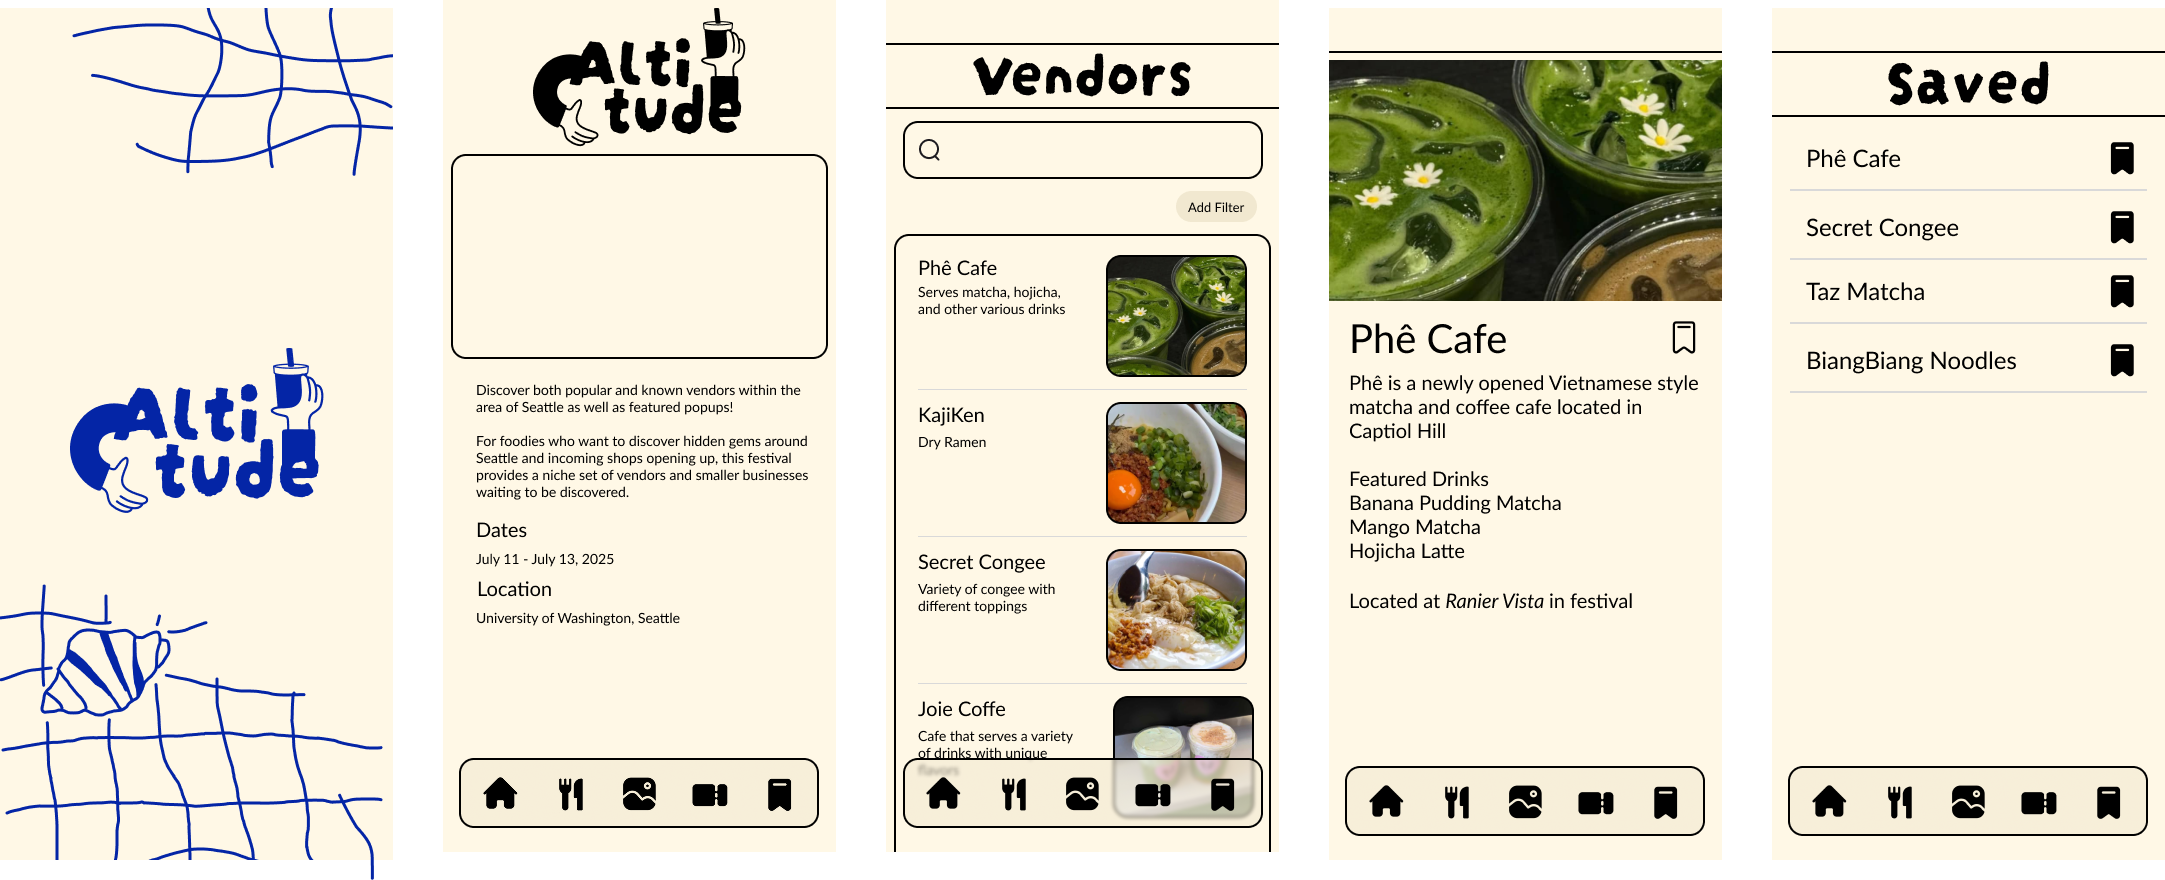 Alti
tude
Alti
tude
Discover both popular and known vendors within the
area of Seattle as well as featured popups!
For foodies who want to discover hidden gems around
Seattle and incoming shops opening up, this festival
provides a niche set of vendors and smaller businesses
waiting to be discovered.
Dates
July 11 - July 13, 2025
Location
University of Washington, Seattle
Vendors
Add Filter
Phê Cafe
Serves matcha, hojicha,
and other various drinks
KajiKen
Dry Ramen
Secret Congee
Variety of congee with
different toppings
Joie Coffe
Cafe that serves a variety
of drinks with unique
flavors
Phê Cafe
Phê is a newly opened Vietnamese style
matcha and coffee cafe located in
Captiol Hill
Featured Drinks
Banana Pudding Matcha
Mango Matcha
Hojicha Latte
Located at Ranier Vista in festival
Saved
Phê Cafe
Secret Congee
Taz Matcha
BiangBiang Noodles